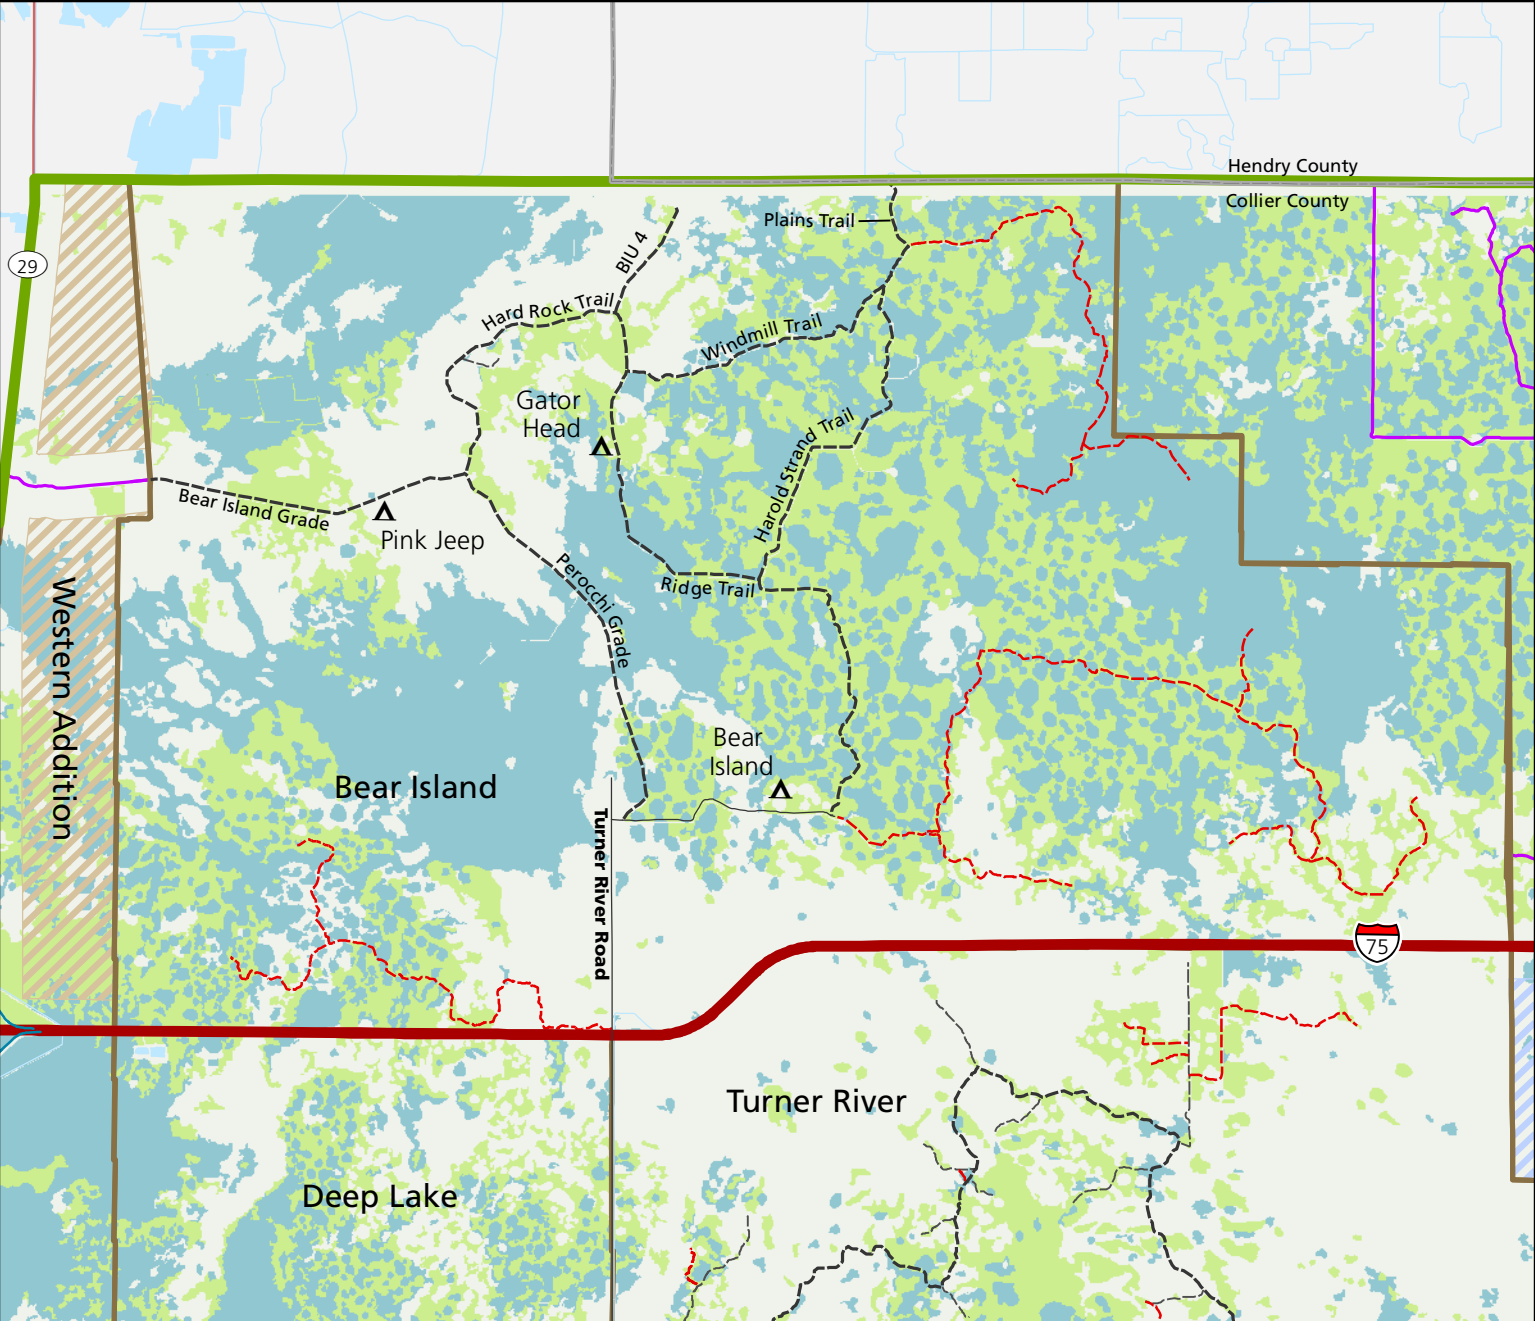 Hendry County
Collier County
Plains Trail
BIU 4
29
Hard Rock Trail
Windmill Trail
Gator
Head
Harold Strand Trail
Bear Island Grade
Pink Jeep
Perocchi Grade
Ridge Trail
Western Addition
Bear
Island
Bear Island
Turner River Road
75
Turner River
Deep Lake